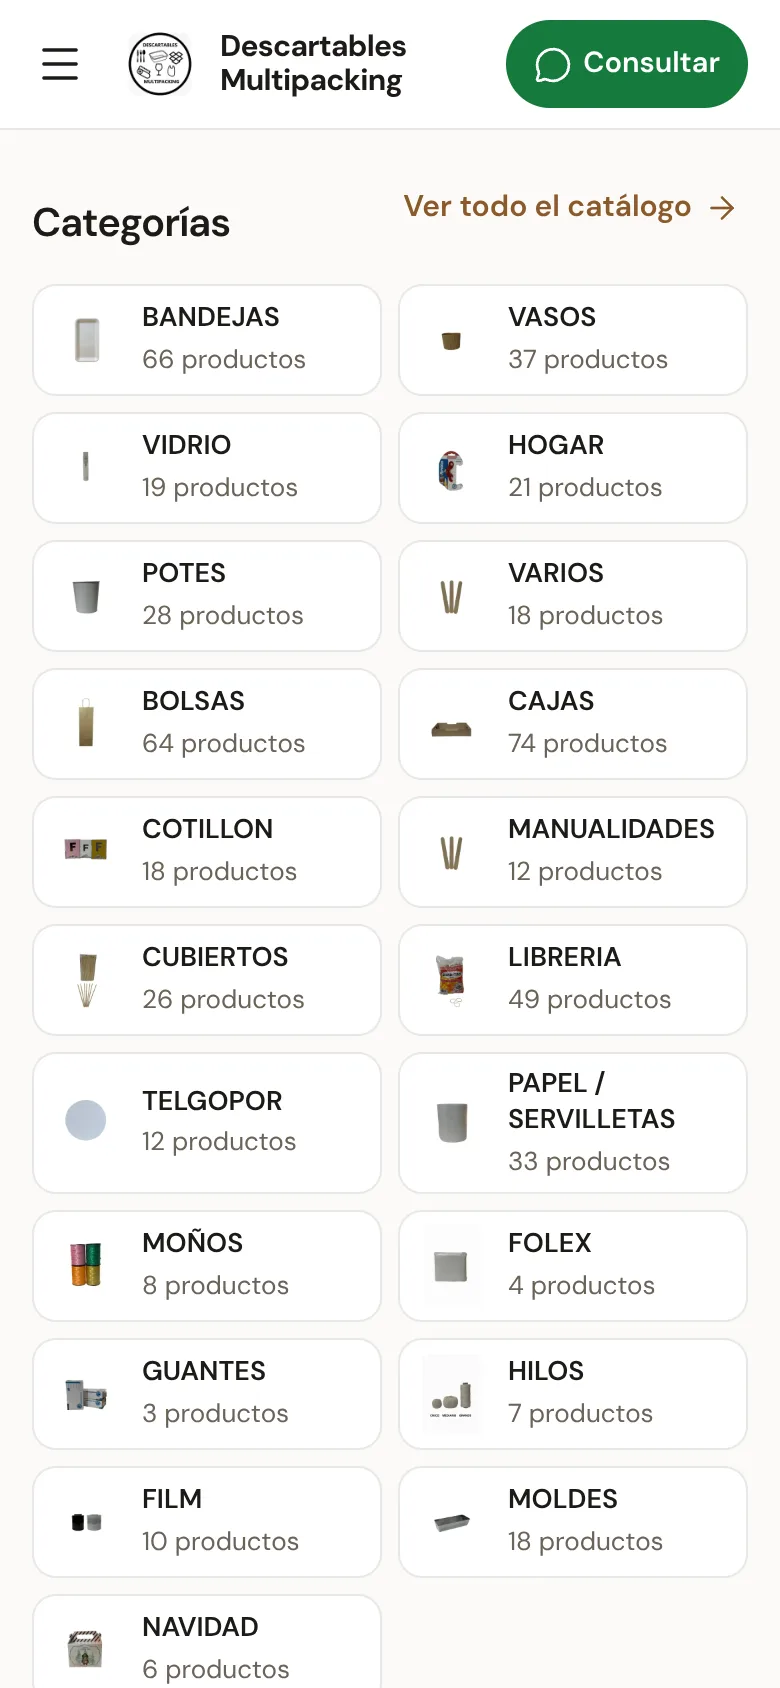 DESCARTABLES
MULTIPACKING
Descartables
Multipacking
Consultar
Categorías
Ver todo el catálogo →
BANDEJAS
66 productos
VASOS
37 productos
VIDRIO
19 productos
HOGAR
21 productos
POTES
28 productos
VARIOS
18 productos
BOLSAS
64 productos
CAJAS
74 productos
F F F
COTILLON
18 productos
MANUALIDADES
12 productos
CUBIERTOS
26 productos
LIBRERIA
49 productos
TELGOPOR
12 productos
PAPEL /
SERVILLETAS
33 productos
MOÑOS
8 productos
FOLEX
4 productos
GUANTES
3 productos
HILOS
7 productos
FILM
10 productos
MOLDES
18 productos
NAVIDAD
6 productos